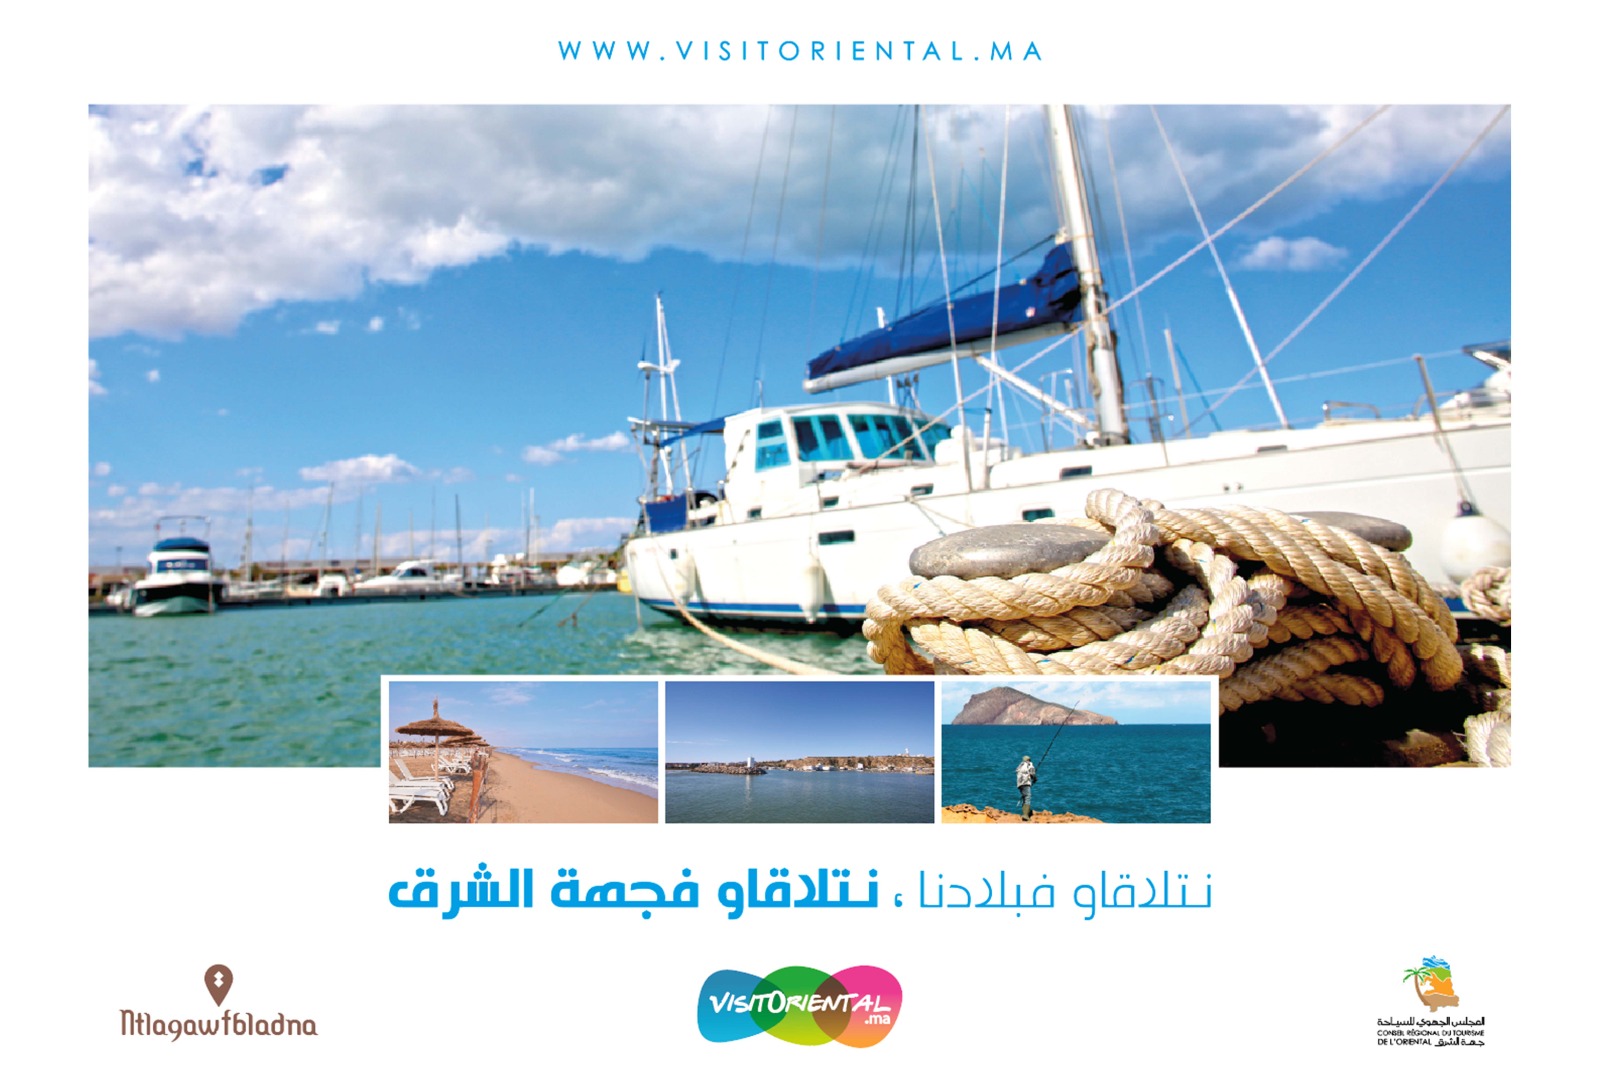 WWW.VISITORIENTAL.MA
نتلاقاو فبلادنا، نتلاقاو فجهة الشرق
Ntlagawfbladna
VISITORIENTAL
.ma
المجلس الجهوي للسياحة
CONSEIL RÉGIONAL DU TOURISME
DE L'ORIENTAL جهة الشرق